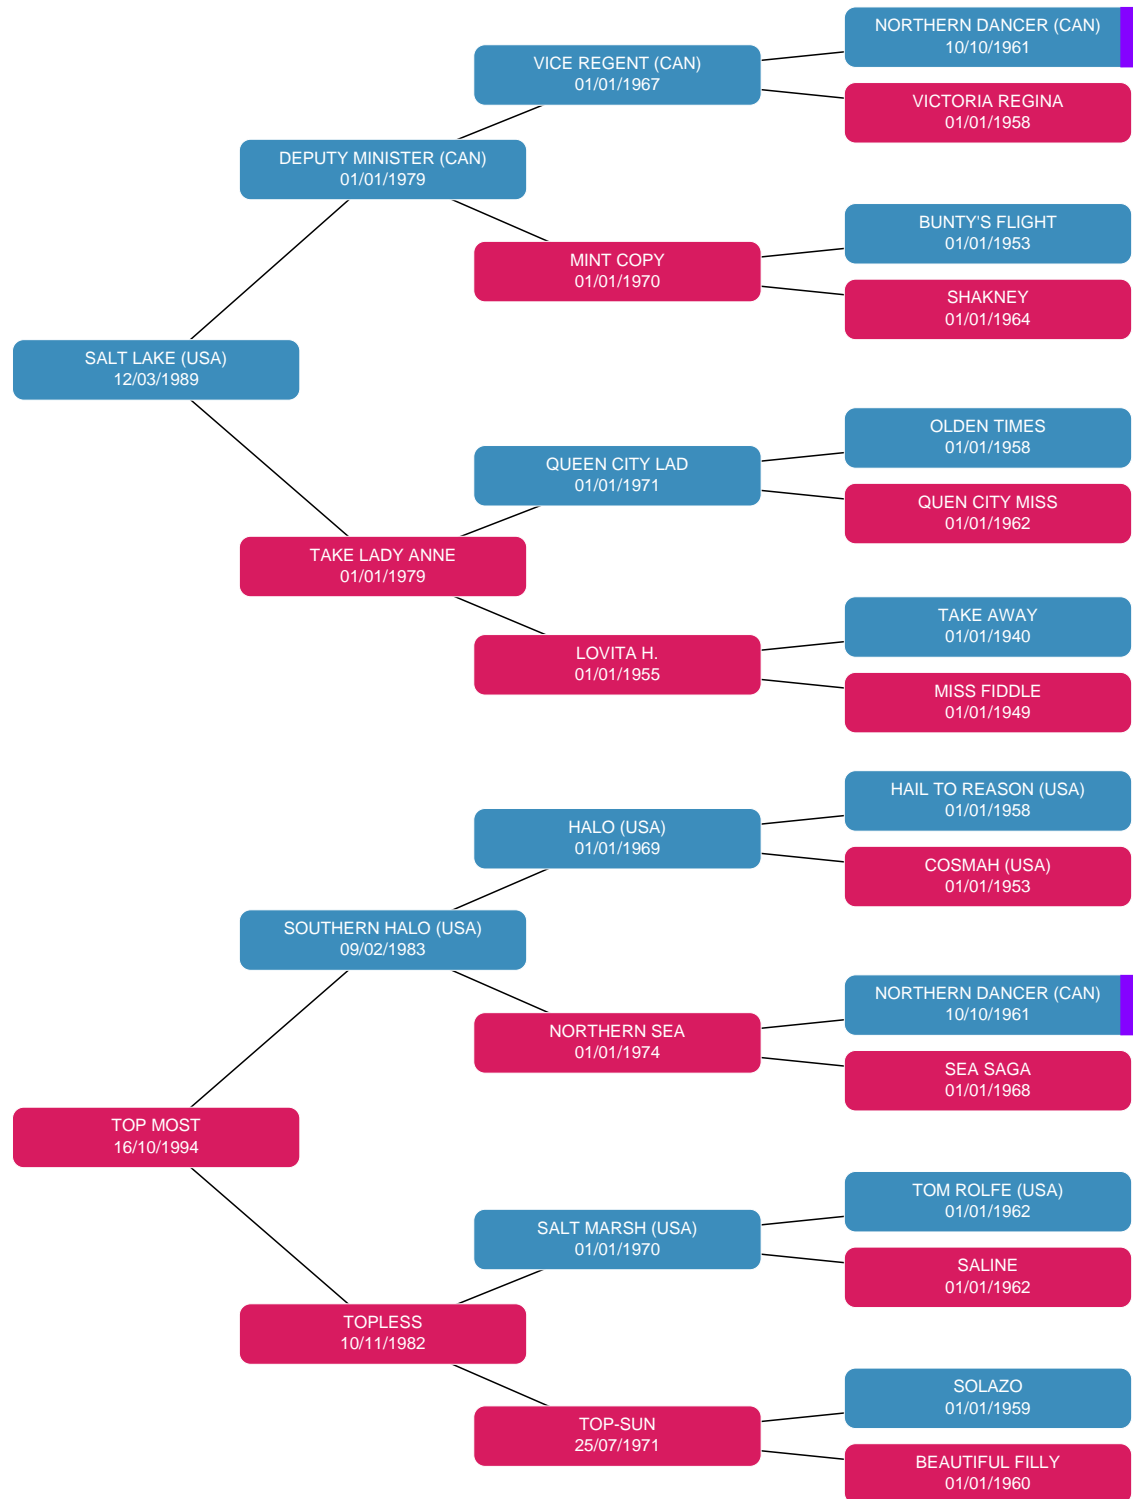 NORTHERN DANCER (CAN)
10/10/1961
VICE REGENT (CAN)
01/01/1967
VICTORIA REGINA
01/01/1958
DEPUTY MINISTER (CAN)
01/01/1979
BUNTY'S FLIGHT
01/01/1953
MINT COPY
01/01/1970
SHAKNEY
01/01/1964
SALT LAKE (USA)
12/03/1989
OLDEN TIMES
01/01/1958
QUEEN CITY LAD
01/01/1971
QUEN CITY MISS
01/01/1962
TAKE LADY ANNE
01/01/1979
TAKE AWAY
01/01/1940
LOVITA H.
01/01/1955
MISS FIDDLE
01/01/1949
HAIL TO REASON (USA)
01/01/1958
HALO (USA)
01/01/1969
COSMAH (USA)
01/01/1953
SOUTHERN HALO (USA)
09/02/1983
NORTHERN DANCER (CAN)
10/10/1961
NORTHERN SEA
01/01/1974
SEA SAGA
01/01/1968
TOP MOST
16/10/1994
TOM ROLFE (USA)
01/01/1962
SALT MARSH (USA)
01/01/1970
SALINE
01/01/1962
TOPLESS
10/11/1982
SOLAZO
01/01/1959
TOP-SUN
25/07/1971
BEAUTIFUL FILLY
01/01/1960